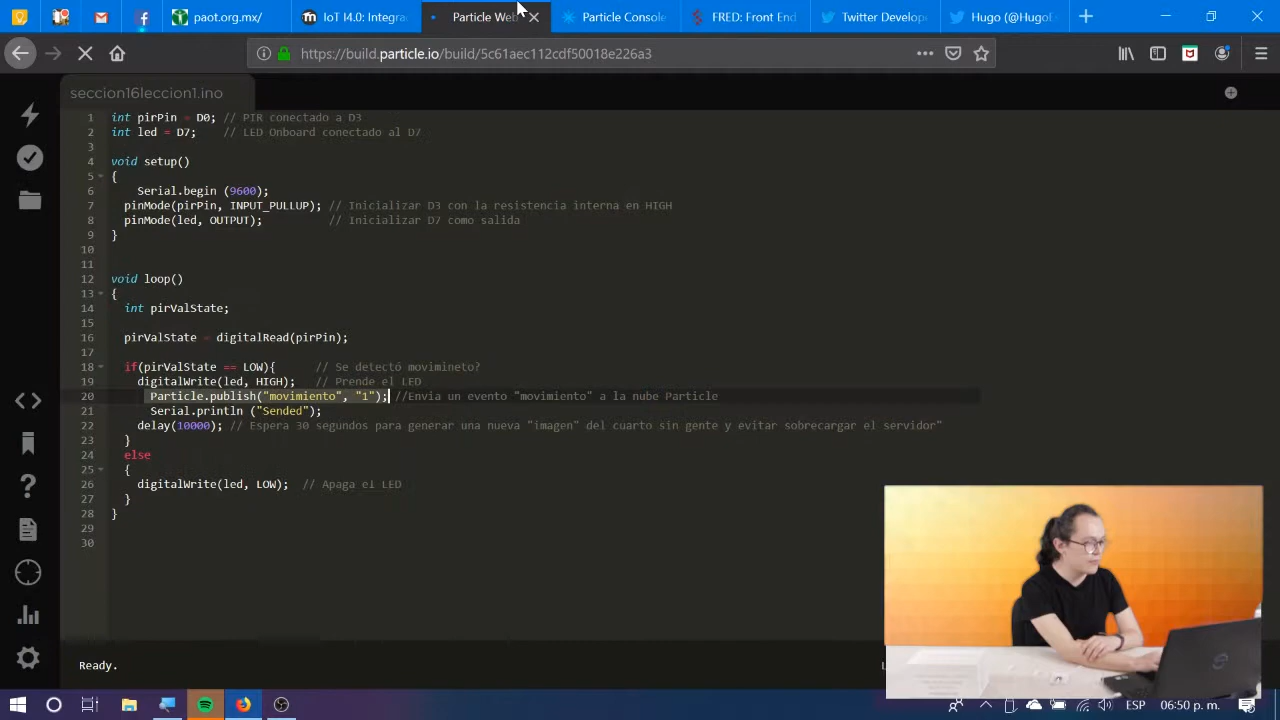 paot.org.mx/
IoT I4.0: Integra
Particle Web
Particle Console
FRED: Front End
Twitter Develop
Hugo (@HugoE
https://build.particle.io/build/5c61aec112cdf50018e226a3
seccion16leccion1.ino
1 int pirPin = D0; // PIR conectado a D3
2 int led = D7; // LED Onboard conectado al D7
3
4 void setup()
5 {
6 Serial.begin (9600);
7 pinMode(pirPin, INPUT_PULLUP); // Inicializar D3 con la resistencia interna en HIGH
8 pinMode(led, OUTPUT); // Inicializar D7 como salida
9 }
10
11
12 void loop()
13 {
14 int pirValState;
15
16 pirValState = digitalRead(pirPin);
17
18 if(pirValState == LOW){ // Se detectó movimineto?
19 digitalWrite(led, HIGH); // Prende el LED
20 Particle.publish("movimiento", "1"); //Envia un evento "movimiento" a la nube Particle
21 Serial.println ("Sended");
22 delay(10000); // Espera 30 segundos para generar una nueva "imagen" del cuarto sin gente y evitar sobrecargar el servidor"
23 }
24 else
25 {
26 digitalWrite(led, LOW); // Apaga el LED
27 }
28 }
29
30
Ready.
ESP
06:50 p. m.